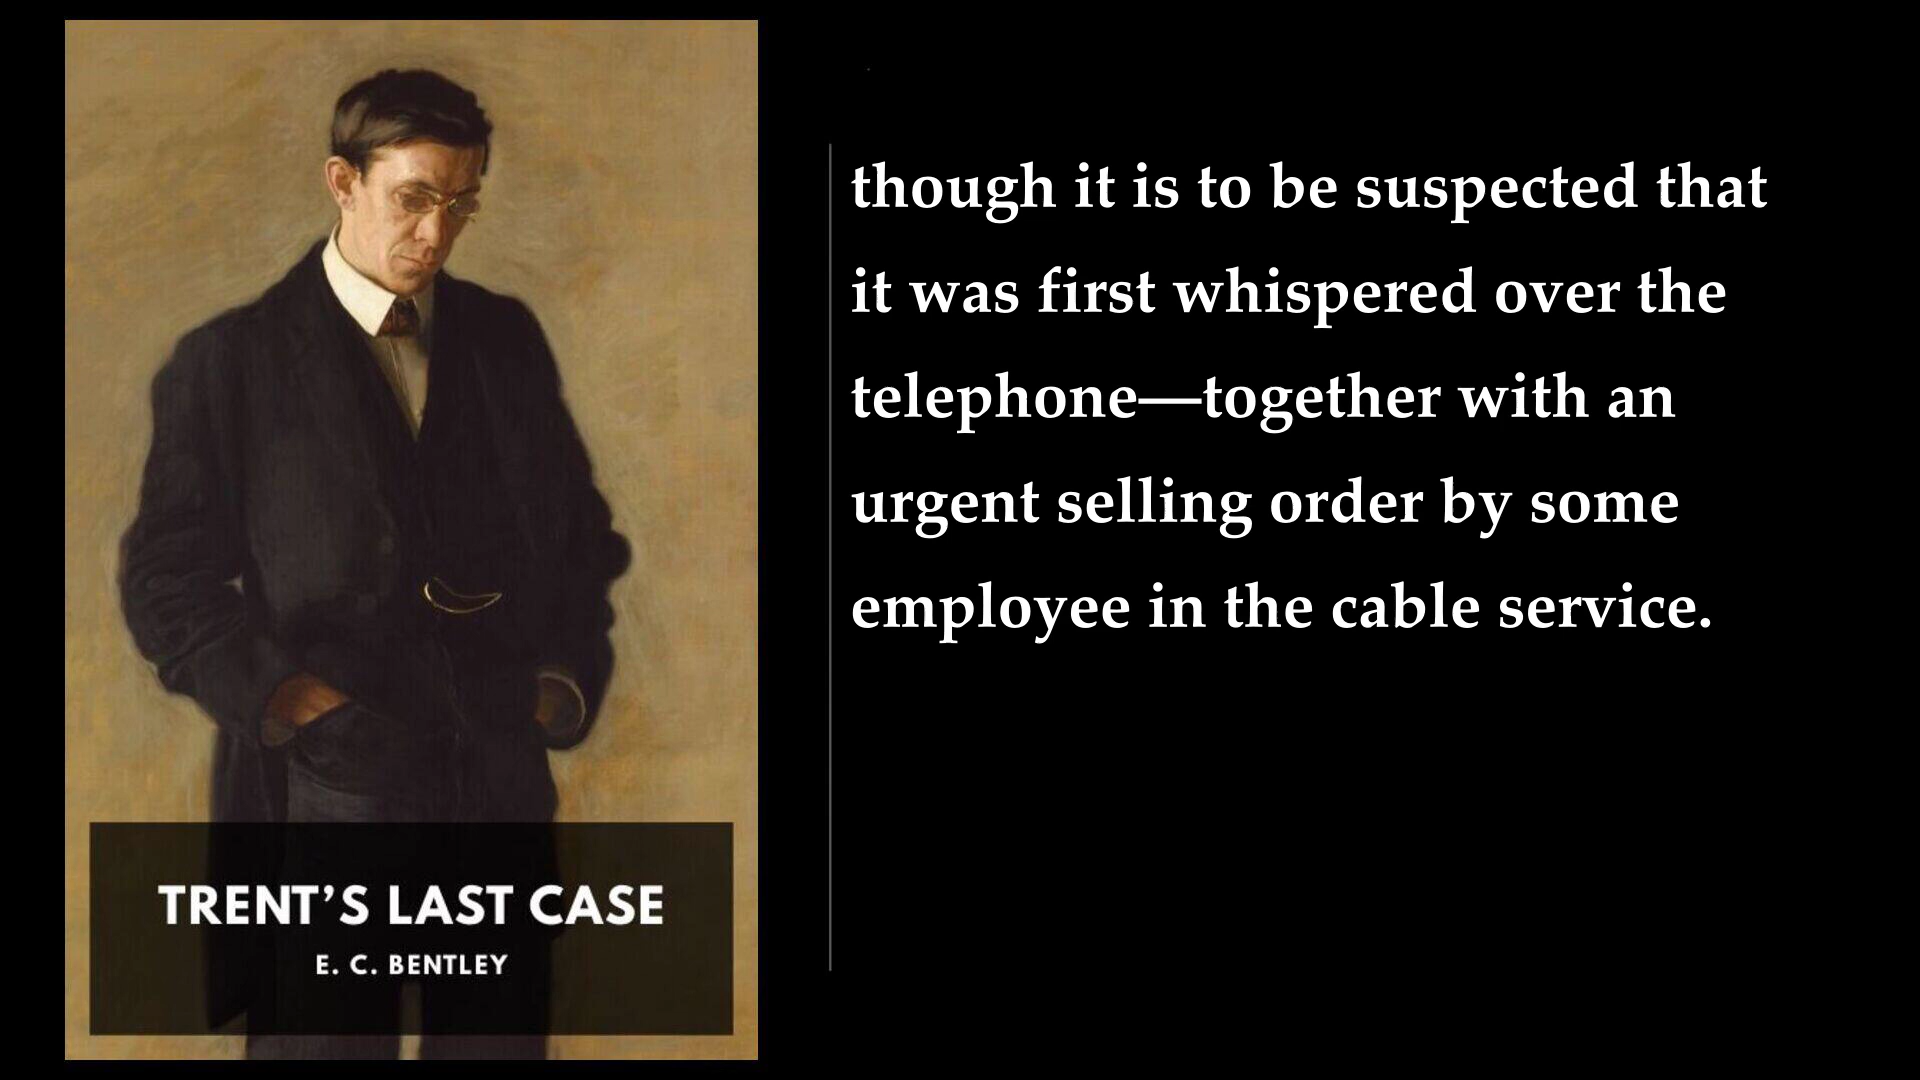 TRENT’S LAST CASE
E. C. BENTLEY
though it is to be suspected that
it was first whispered over the
telephone—together with an
urgent selling order by some
employee in the cable service.